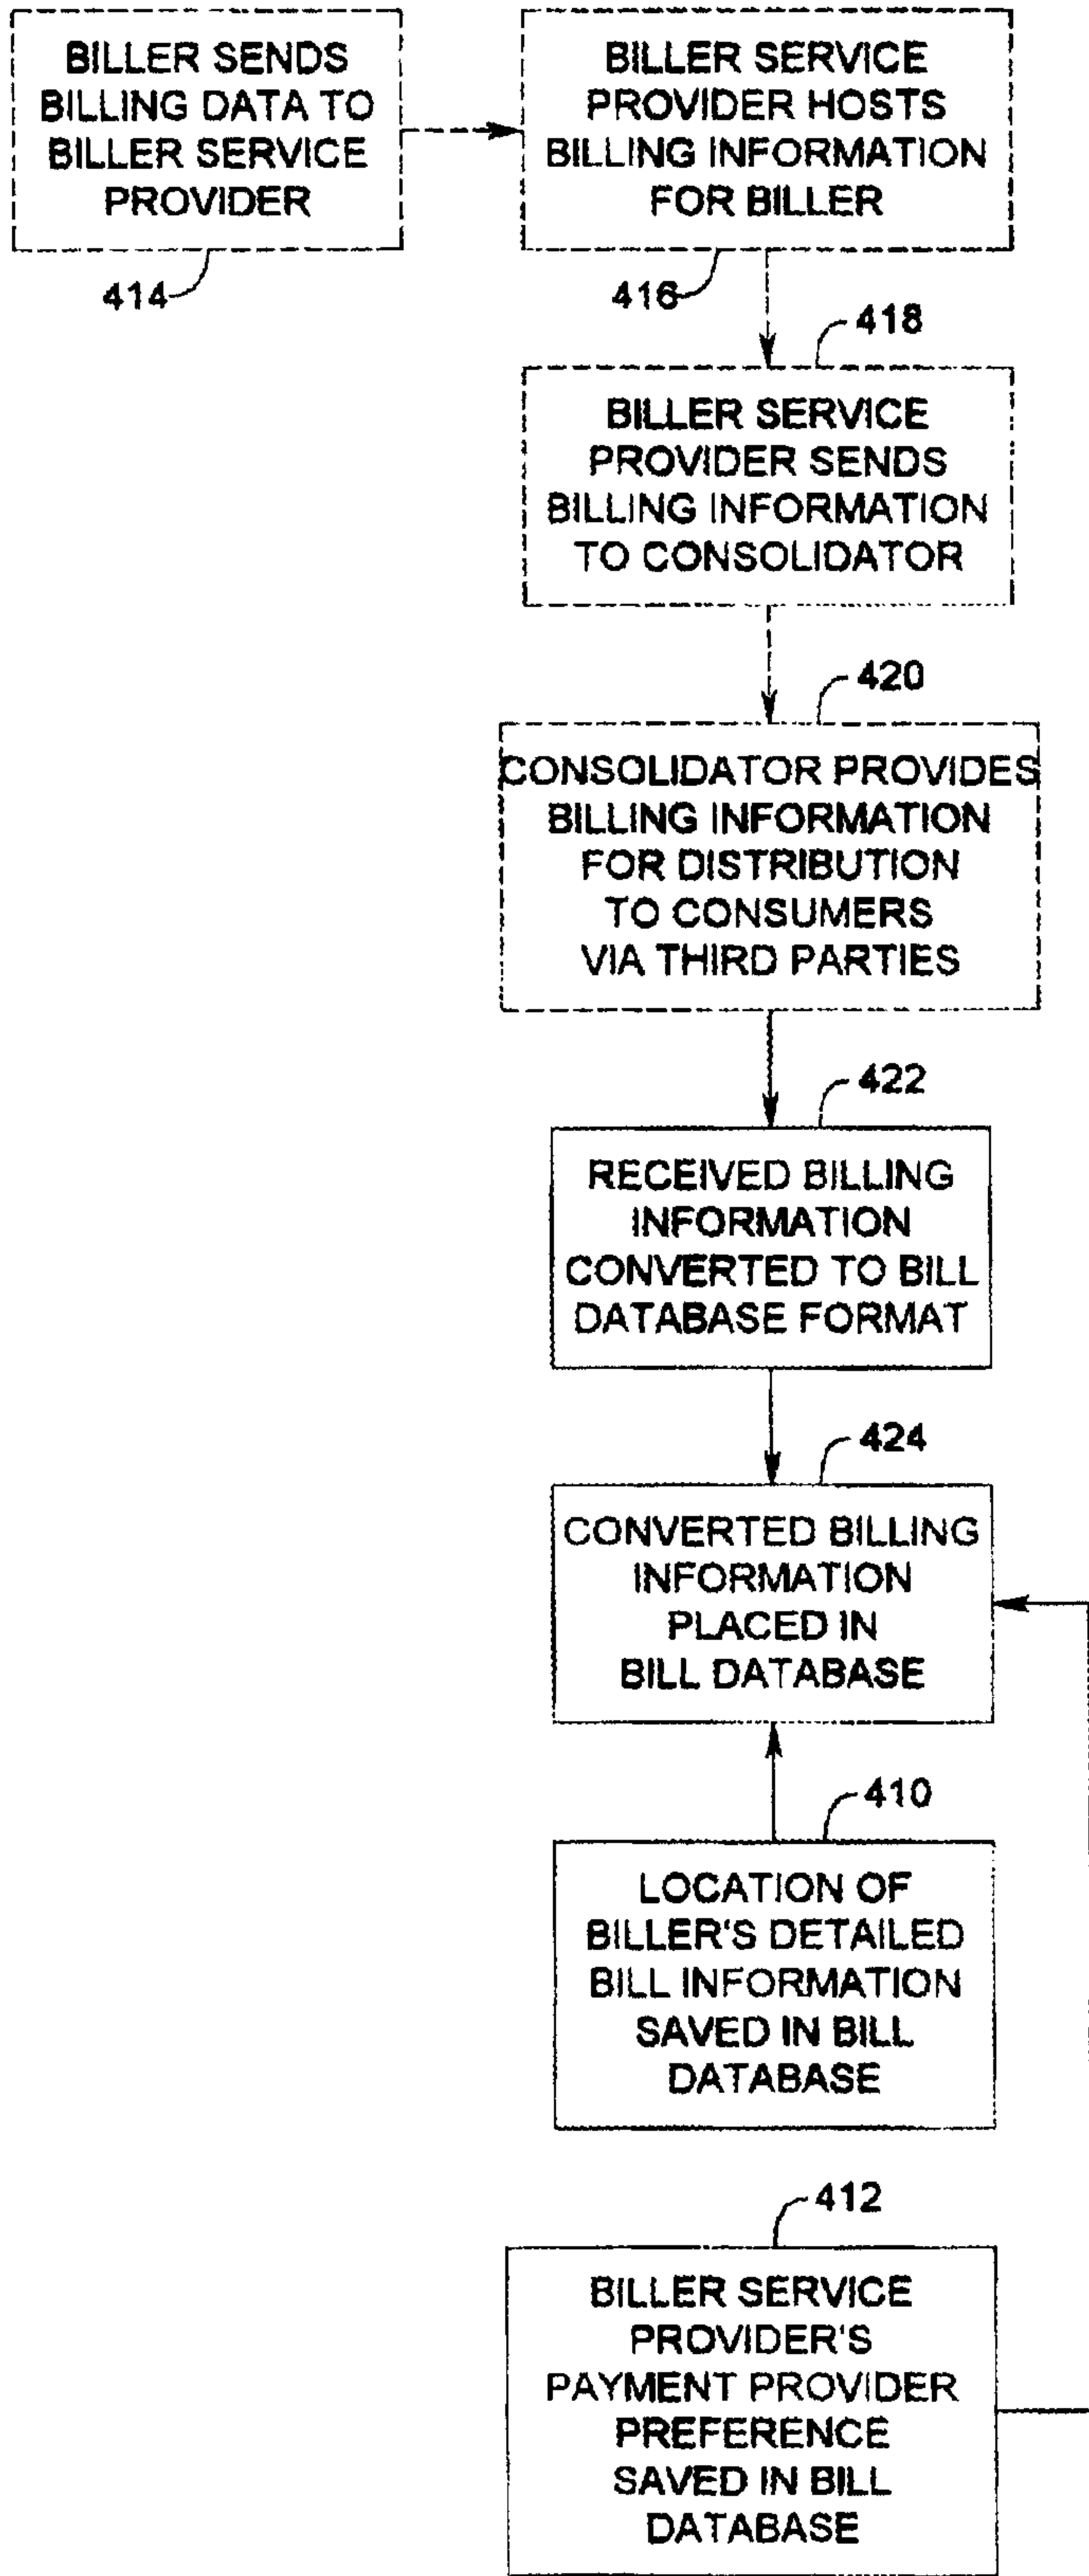 BILLER SENDS
BILLING DATA TO
BILLER SERVICE
PROVIDER
414
BILLER SERVICE
PROVIDER HOSTS
BILLING INFORMATION
FOR BILLER
416
418
BILLER SERVICE
PROVIDER SENDS
BILLING INFORMATION
TO CONSOLIDATOR
420
CONSOLIDATOR PROVIDES
BILLING INFORMATION
FOR DISTRIBUTION
TO CONSUMERS
VIA THIRD PARTIES
422
RECEIVED BILLING
INFORMATION
CONVERTED TO BILL
DATABASE FORMAT
424
CONVERTED BILLING
INFORMATION
PLACED IN
BILL DATABASE
410
LOCATION OF
BILLER'S DETAILED
BILL INFORMATION
SAVED IN BILL
DATABASE
412
BILLER SERVICE
PROVIDER'S
PAYMENT PROVIDER
PREFERENCE
SAVED IN BILL
DATABASE